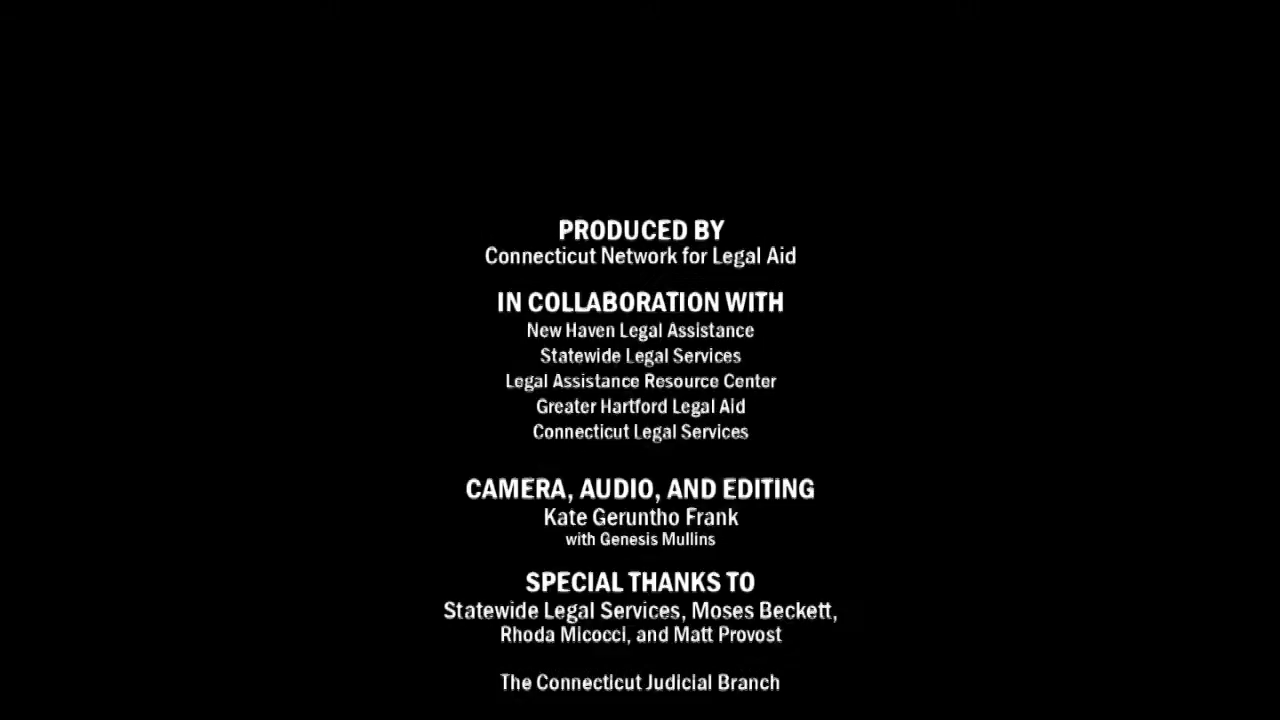 PRODUCED BY
Connecticut Network for Legal Aid
IN COLLABORATION WITH
New Haven Legal Assistance
Statewide Legal Services
Legal Assistance Resource Center
Greater Hartford Legal Aid
Connecticut Legal Services
CAMERA, AUDIO, AND EDITING
Kate Geruntho Frank
with Genesis Mullins
SPECIAL THANKS TO
Statewide Legal Services, Moses Beckett,
Rhoda Micocci, and Matt Provost
The Connecticut Judicial Branch